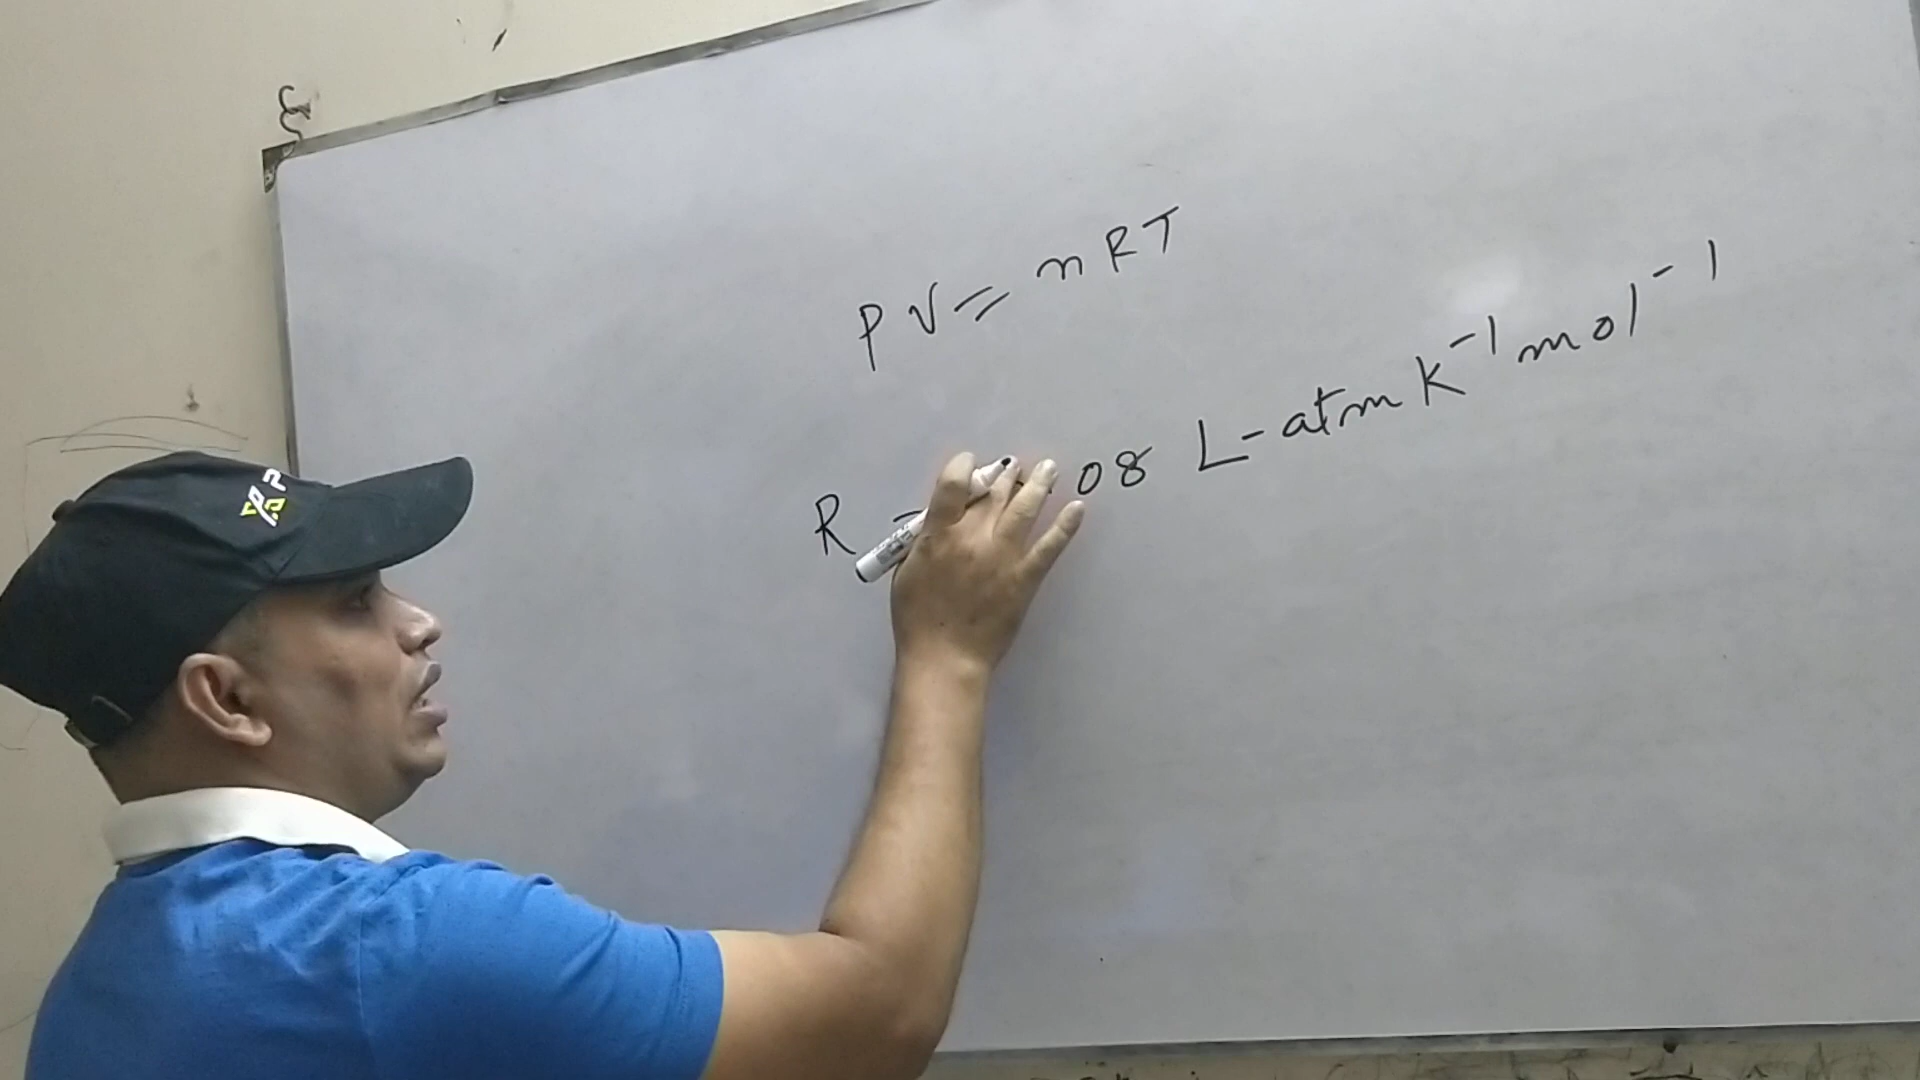 PV = nRT
R = .08 L-atm K⁻¹ mol⁻¹